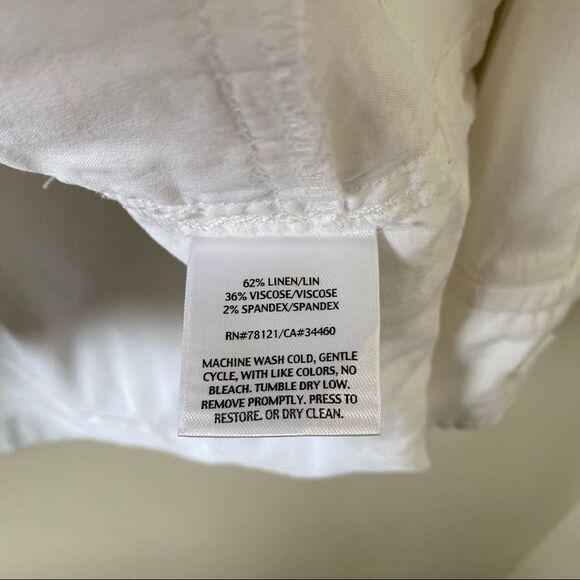 62% LINEN/LIN
36% VISCOSE/VISCOSE
2% SPANDEX/SPANDEX
RN#78121/CA#34460
MACHINE WASH COLD, GENTLE
CYCLE, WITH LIKE COLORS, NO
BLEACH. TUMBLE DRY LOW.
REMOVE PROMPTLY. PRESS TO
RESTORE. OR DRY CLEAN.